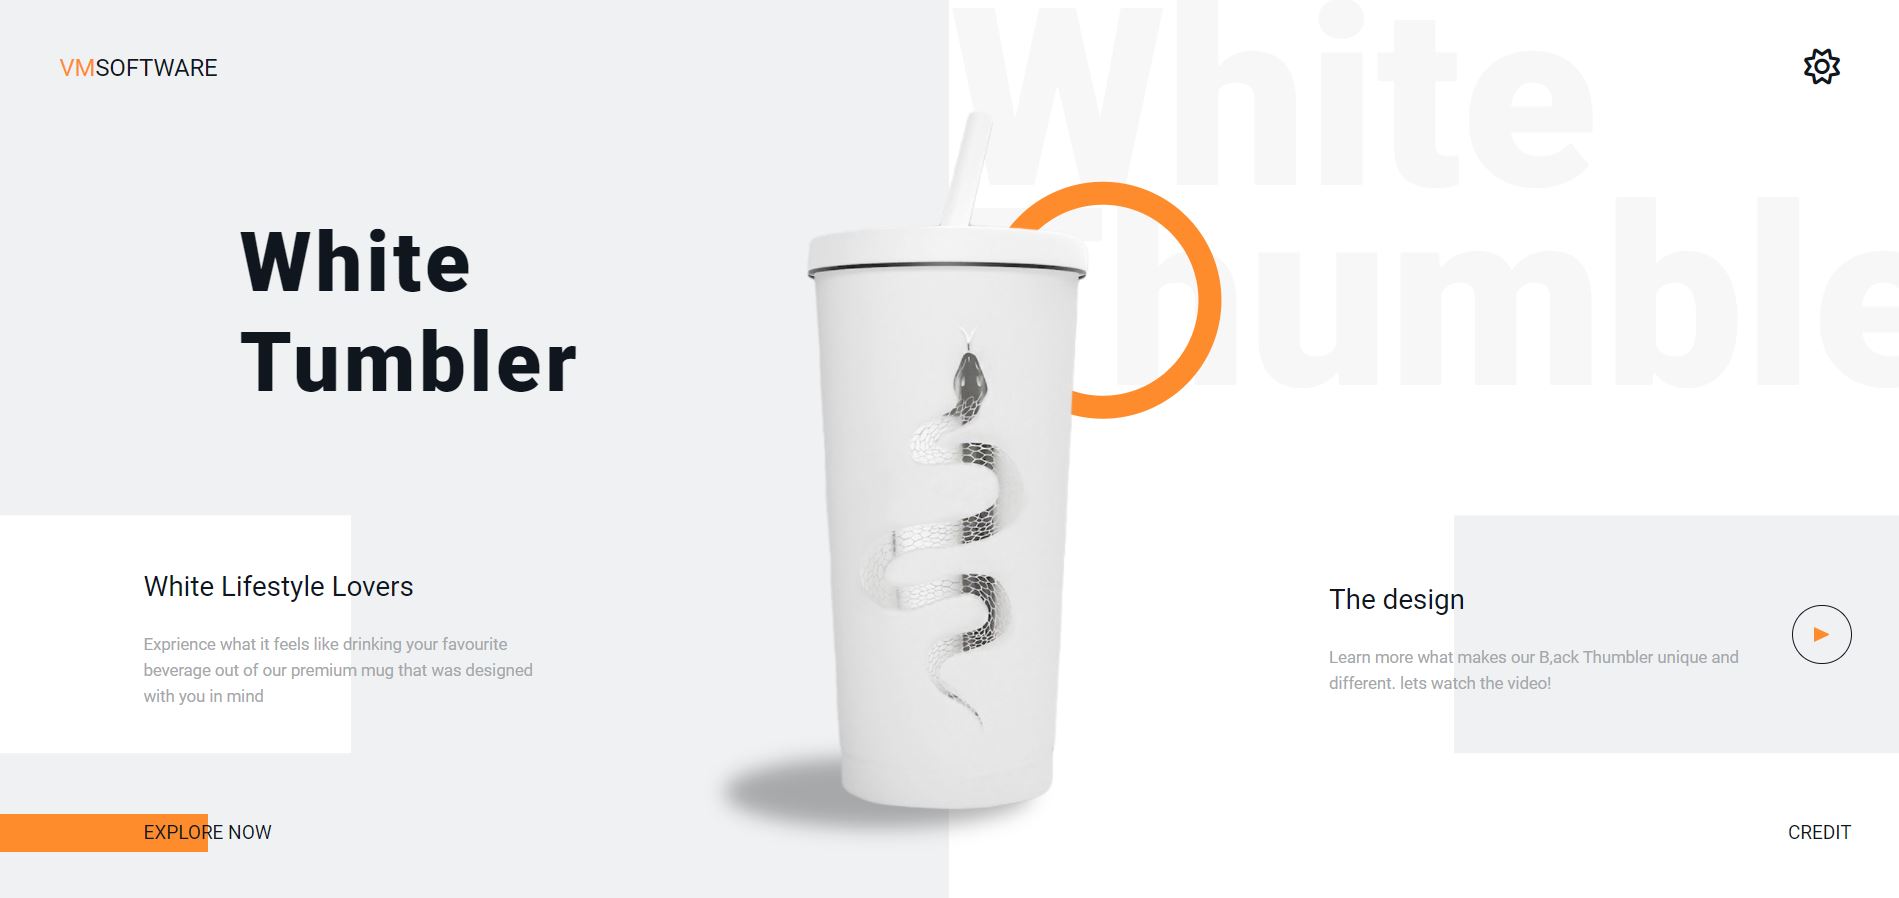 VMSOFTWARE
White
Thumble
White
Tumbler
White Lifestyle Lovers
Exprience what it feels like drinking your favourite
beverage out of our premium mug that was designed
with you in mind
The design
Learn more what makes our B,ack Thumbler unique and
different. lets watch the video!
EXPLORE NOW
CREDIT